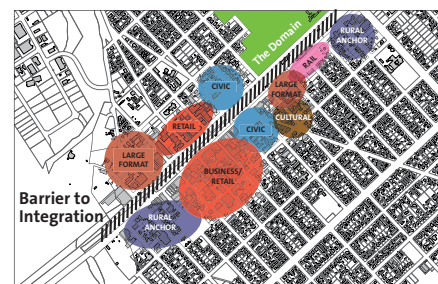 The Domain
RURAL
ANCHOR
RAIL
CIVIC
LARGE
FORMAT
CULTURAL
RETAIL
CIVIC
LARGE
FORMAT
BUSINESS/
RETAIL
Barrier to
Integration
RURAL
ANCHOR